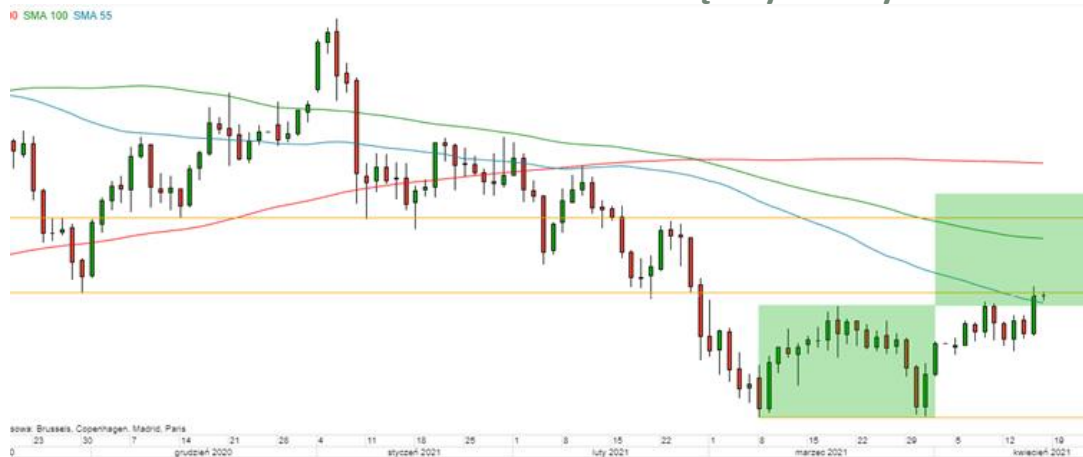 00 SMA 100 SMA 55
sowa: Brussels, Copenhagen, Madrid, Paris
23 30 7 14 21 28 4 11 18 25 1 8 15 22 1 8 15 22 29 5 12 19
0 grudzień 2020 styczeń 2021 luty 2021 marzec 2021 kwiecień 2021